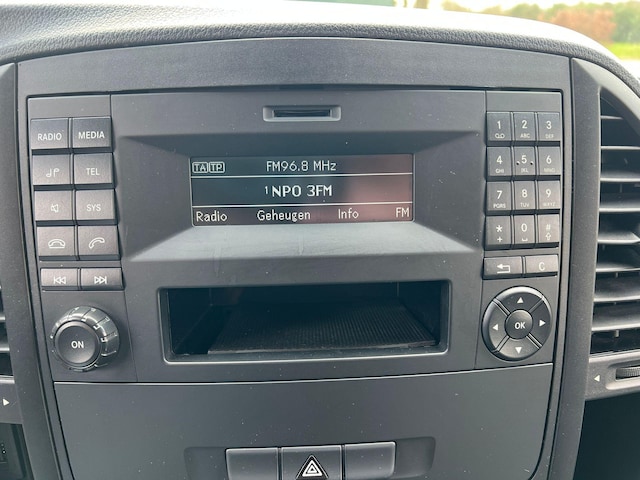 RADIO MEDIA
TEL
SYS
ON
TA TP FM96.8 MHz
1 NPO 3FM
Radio Geheugen Info FM
1 QLD 2 ABC 3 DEF
4 GHI 5 JKL 6 MNO
7 PQRS 8 TUV 9 WXYZ
* 0 #
C
OK